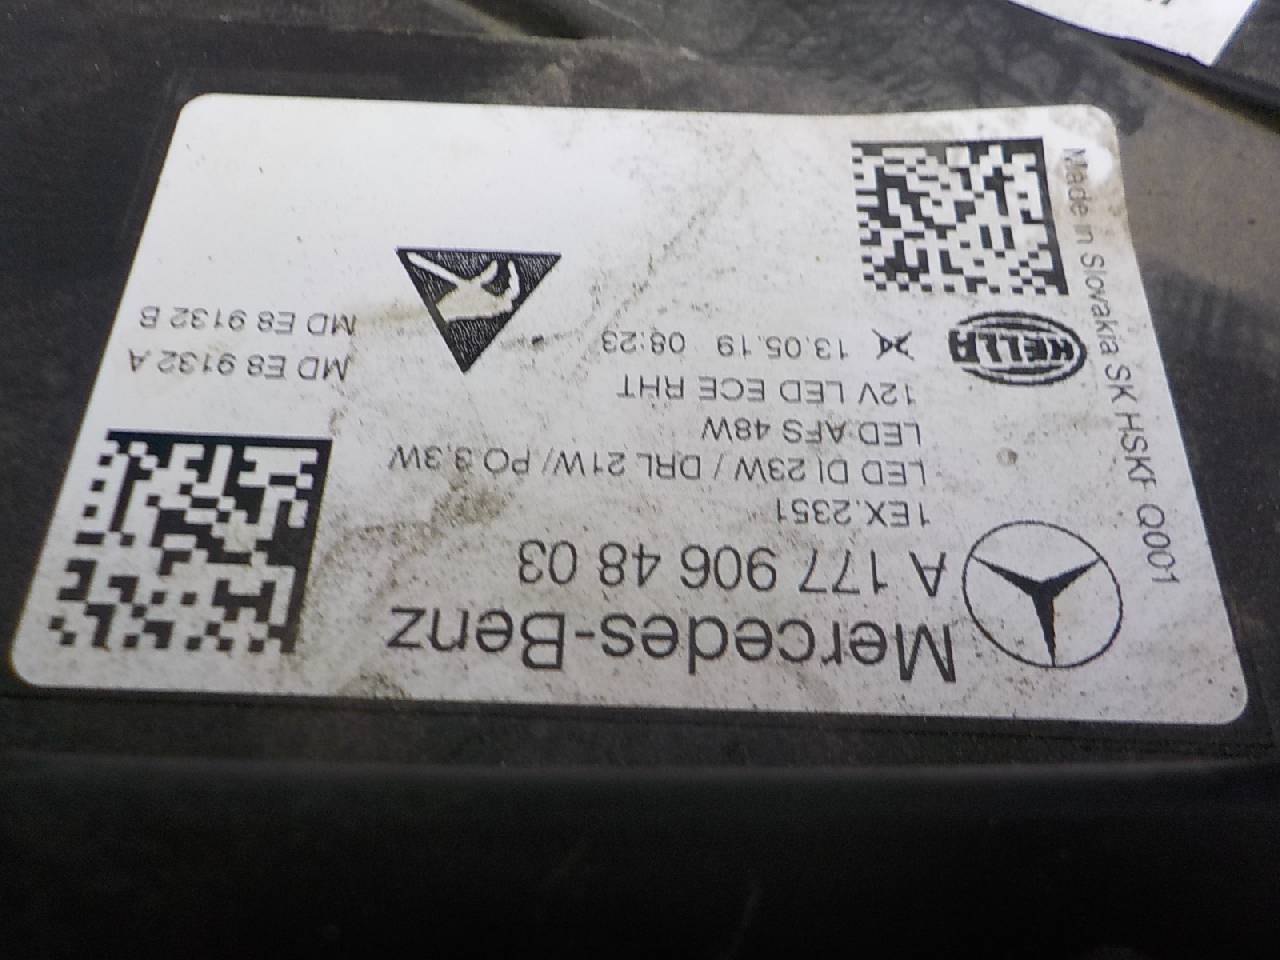 Mercedes-Benz
A 177 906 48 03
1EX.2351
LED DI 23W / DRL 21W/ PO 3,3W
LED AFS 48W
12V LED ECE RHT
13.05.19 08:23
HELLA
MD E8 9132 A
MD E8 9132 B
Made in Slovakia SK HSKF Q001